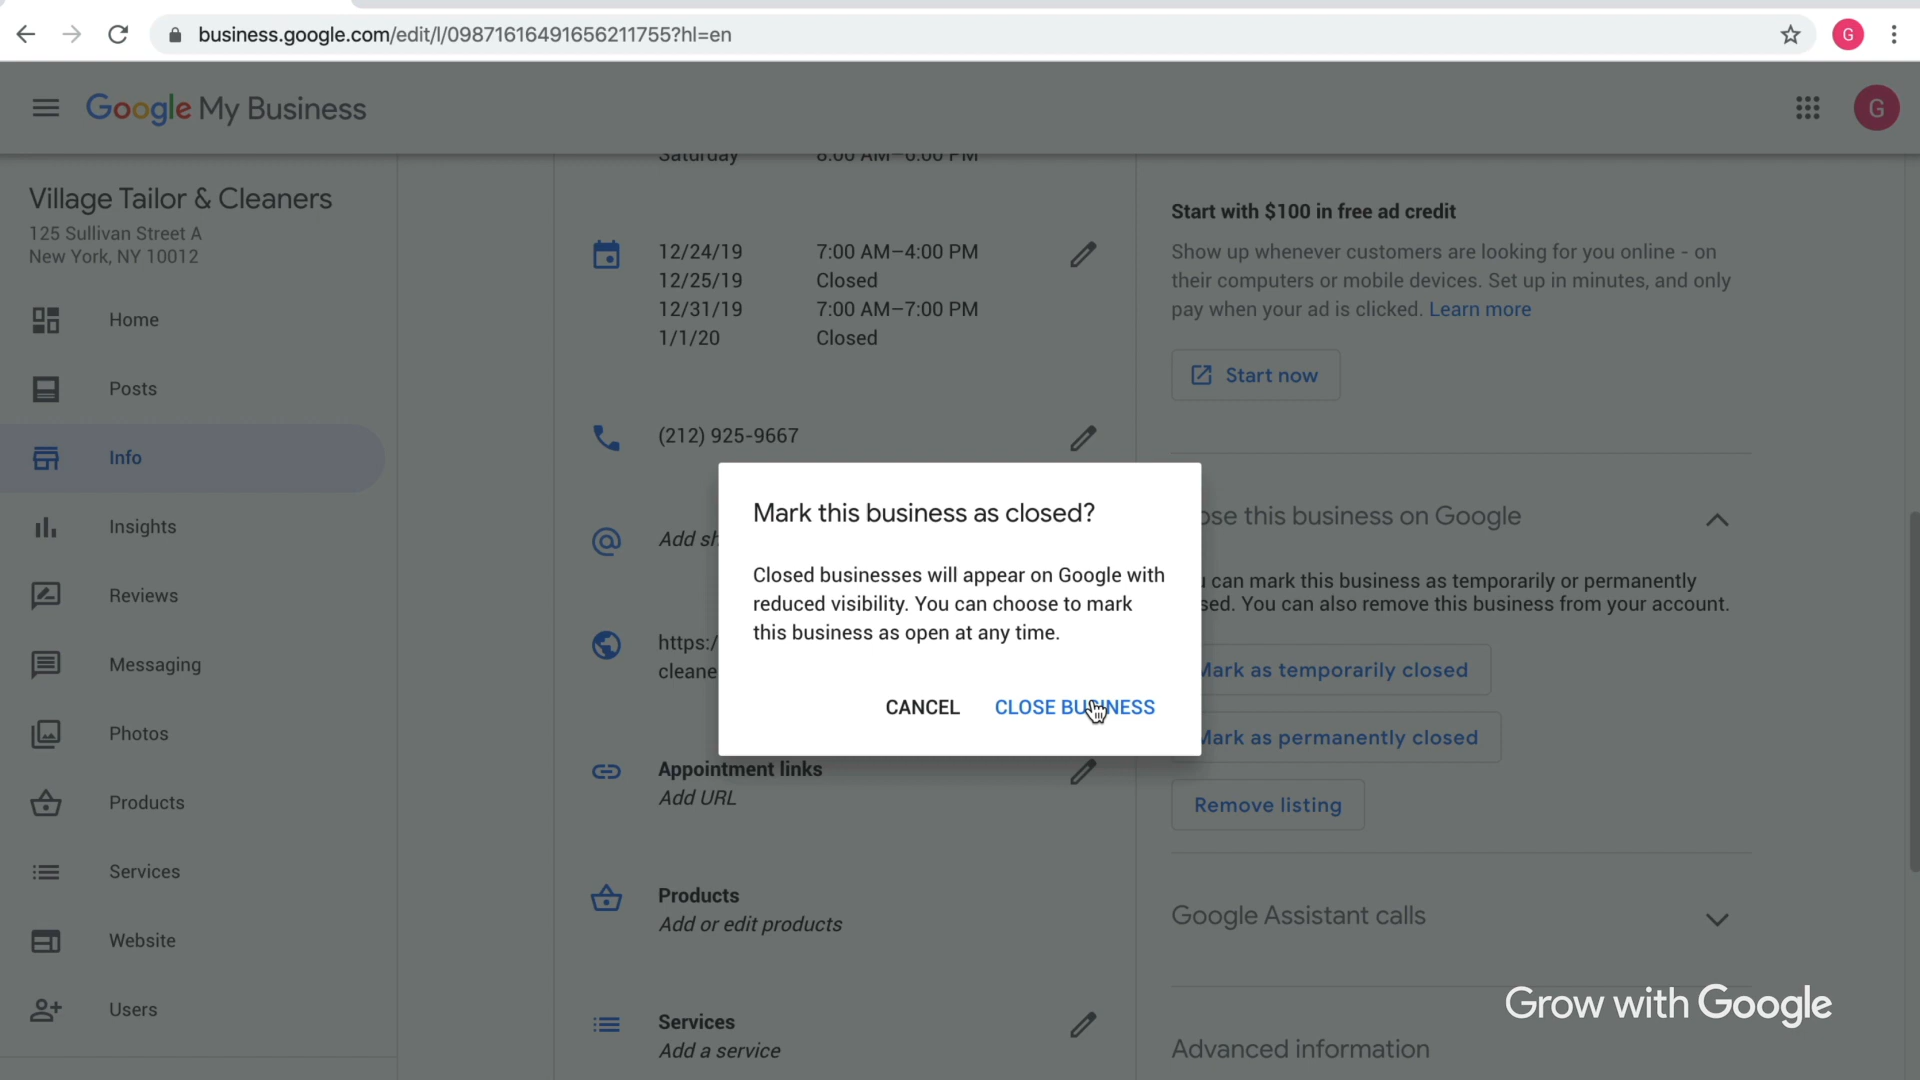 business.google.com/edit/l/09871616491656211755?hl=en
G
Google My Business
G
Village Tailor & Cleaners
125 Sullivan Street A
New York, NY 10012
Home
Posts
Info
Insights
Reviews
Messaging
Photos
Products
Services
Website
Users
Saturday 8:00 AM–6:00 PM
12/24/19 7:00 AM–4:00 PM
12/25/19 Closed
12/31/19 7:00 AM–7:00 PM
1/1/20 Closed
(212) 925-9667
Add sh
https:/
cleane
Appointment links
Add URL
Products
Add or edit products
Services
Add a service
Mark this business as closed?
Closed businesses will appear on Google with
reduced visibility. You can choose to mark
this business as open at any time.
CANCEL CLOSE BUSINESS
Start with $100 in free ad credit
Show up whenever customers are looking for you online - on
their computers or mobile devices. Set up in minutes, and only
pay when your ad is clicked. Learn more
Start now
ose this business on Google
can mark this business as temporarily or permanently
sed. You can also remove this business from your account.
Mark as temporarily closed
Mark as permanently closed
Remove listing
Google Assistant calls
Advanced information
Grow with Google